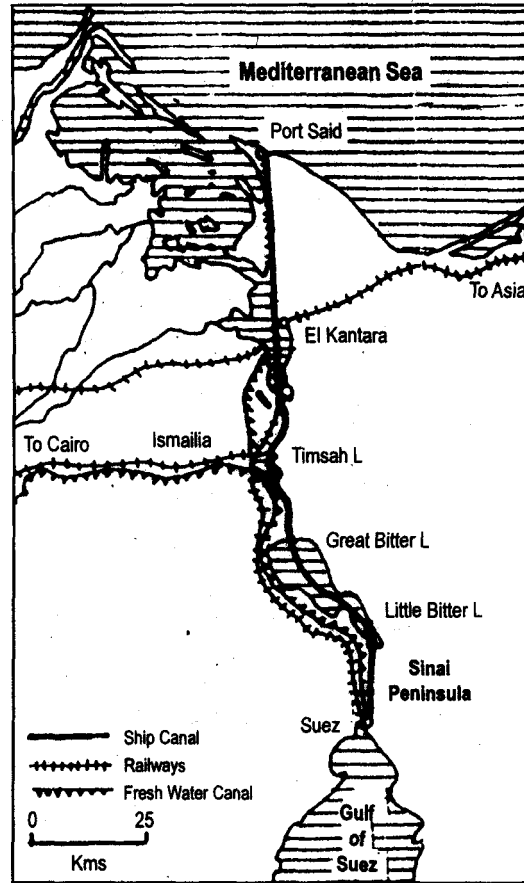 Mediterranean Sea
Port Said
To Asia
El Kantara
To Cairo
Ismailia
Timsah L
Great Bitter L
Little Bitter L
Sinai
Peninsula
Suez
Ship Canal
Railways
Fresh Water Canal
0 25
Kms
Gulf
of
Suez